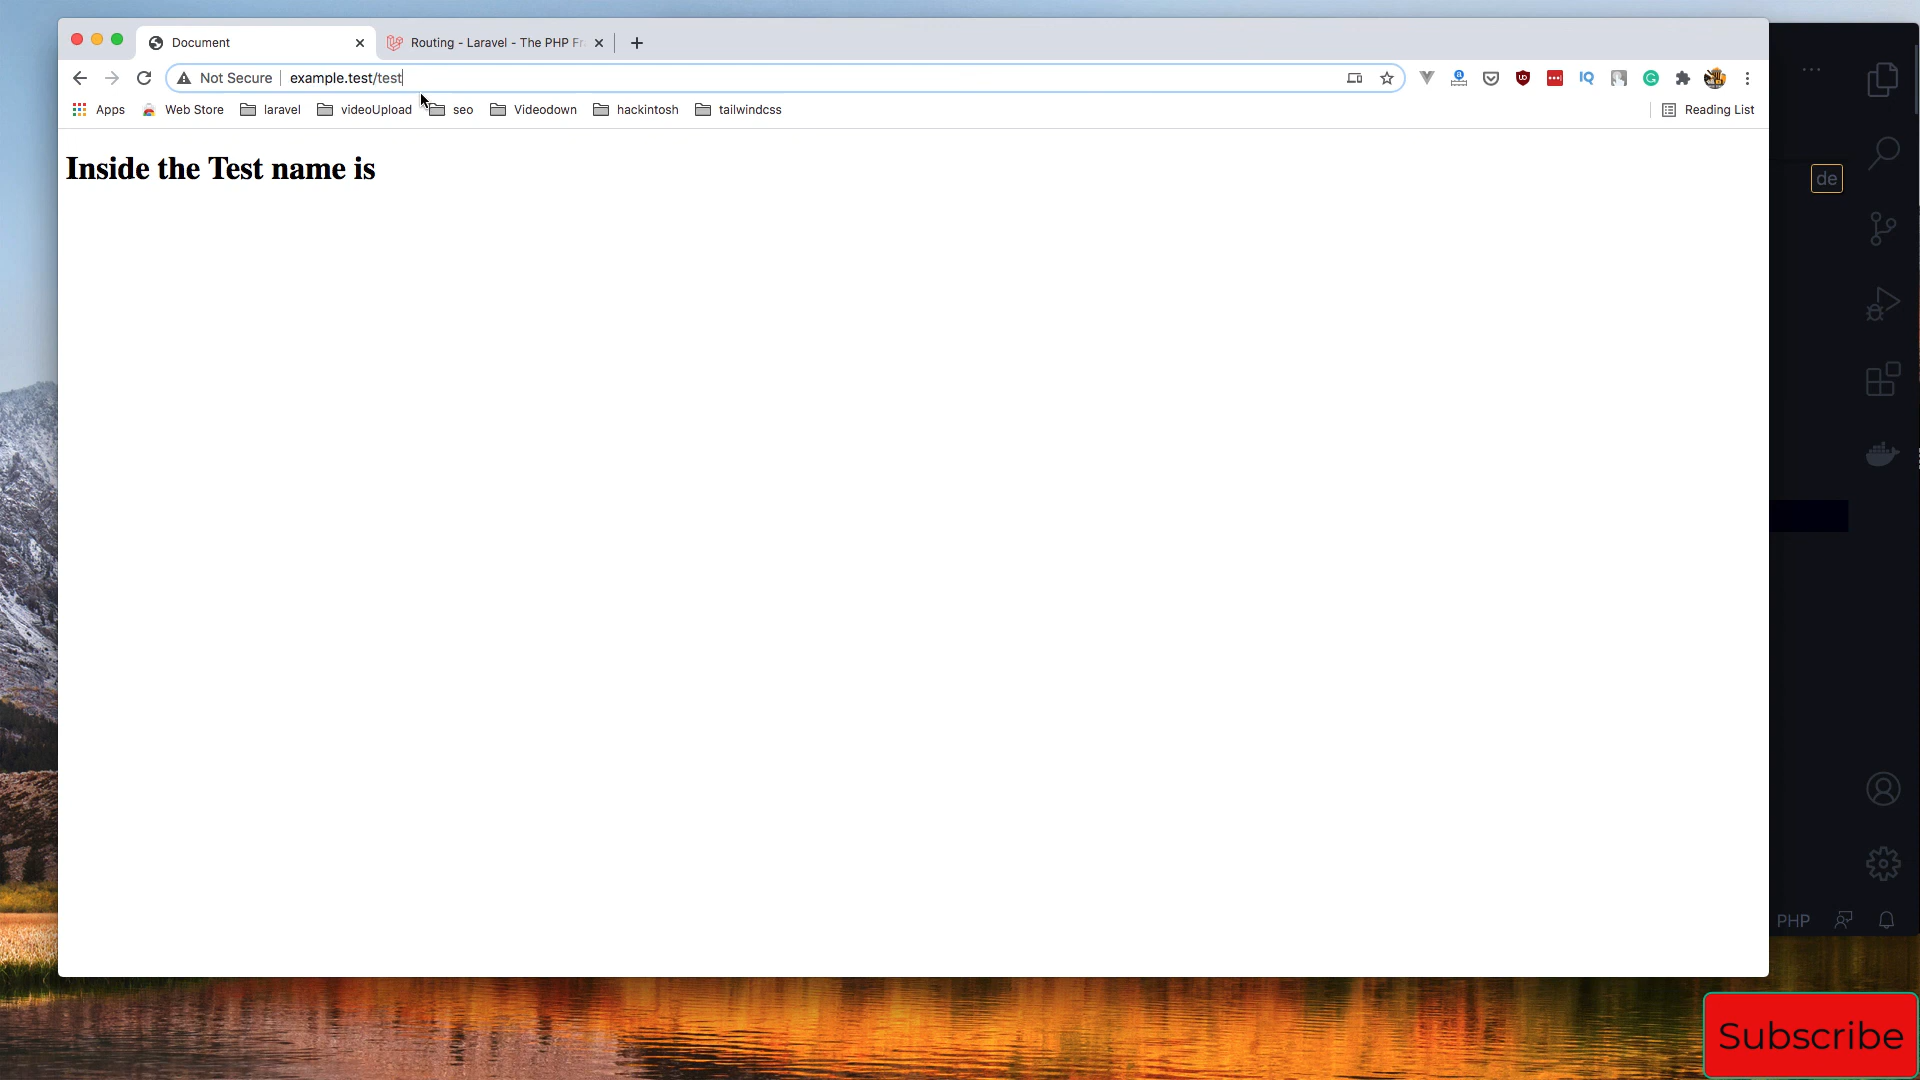 Document
Routing - Laravel - The PHP Fr
Not Secure
example.test/test
Apps
Web Store
laravel
videoUpload
seo
Videodown
hackintosh
tailwindcss
Reading List
IQ
Inside the Test name is
de
PHP
Subscribe